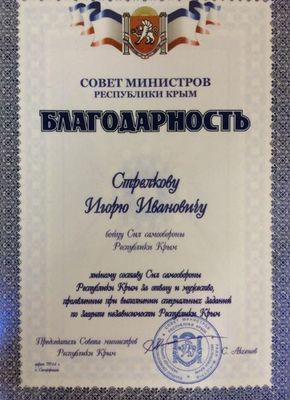 СОВЕТ МИНИСТРОВ
РЕСПУБЛИКИ КРЫМ
БЛАГОДАРНОСТЬ
Стрелкову
Игорю Ивановичу
бойцу Сил самообороны
Республики Крым
личному составу Сил самообороны
Республики Крым за отвагу и мужество,
проявленные при выполнении специальных заданий
по защите независимости Республики Крым
Председатель Совета министров
Республики Крым
С. Аксенов
г. Симферополь